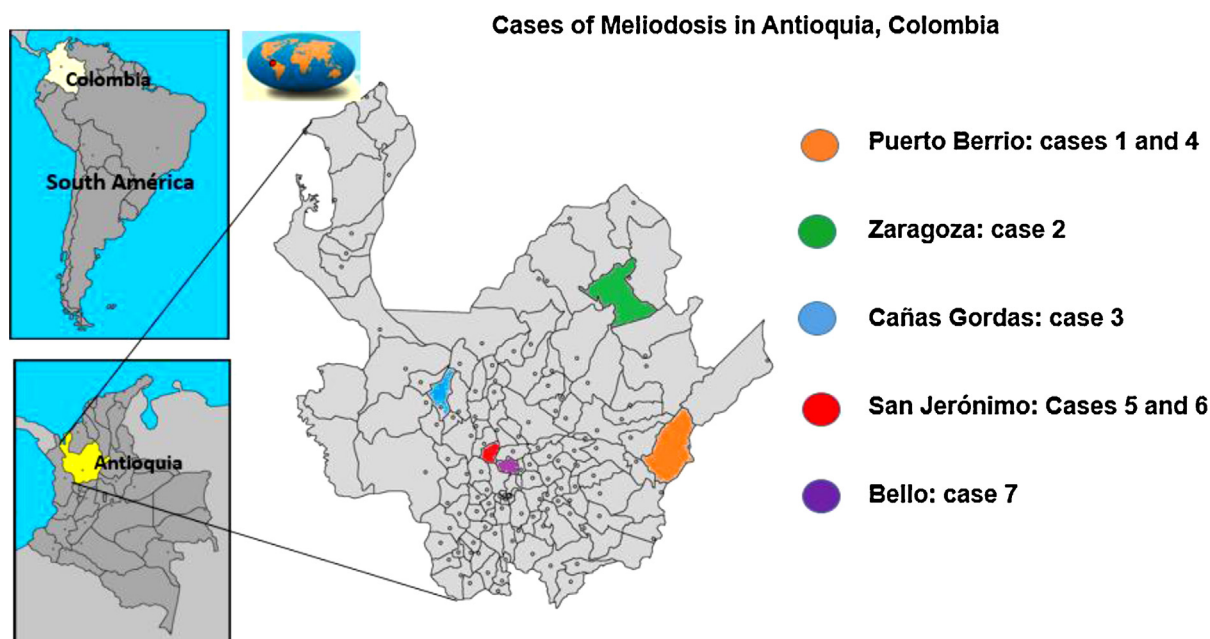 Cases of Meliodosis in Antioquia, Colombia
Colombia
South América
Antioquia
Puerto Berrio: cases 1 and 4
Zaragoza: case 2
Cañas Gordas: case 3
San Jerónimo: Cases 5 and 6
Bello: case 7